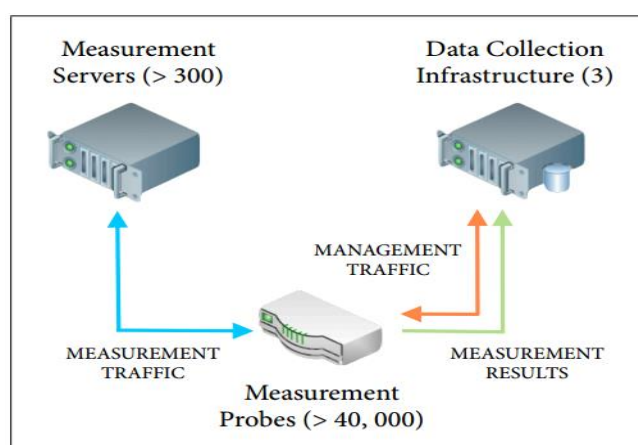 Measurement
Servers (> 300)
Data Collection
Infrastructure (3)
MANAGEMENT
TRAFFIC
MEASUREMENT
TRAFFIC
MEASUREMENT
RESULTS
Measurement
Probes (> 40, 000)